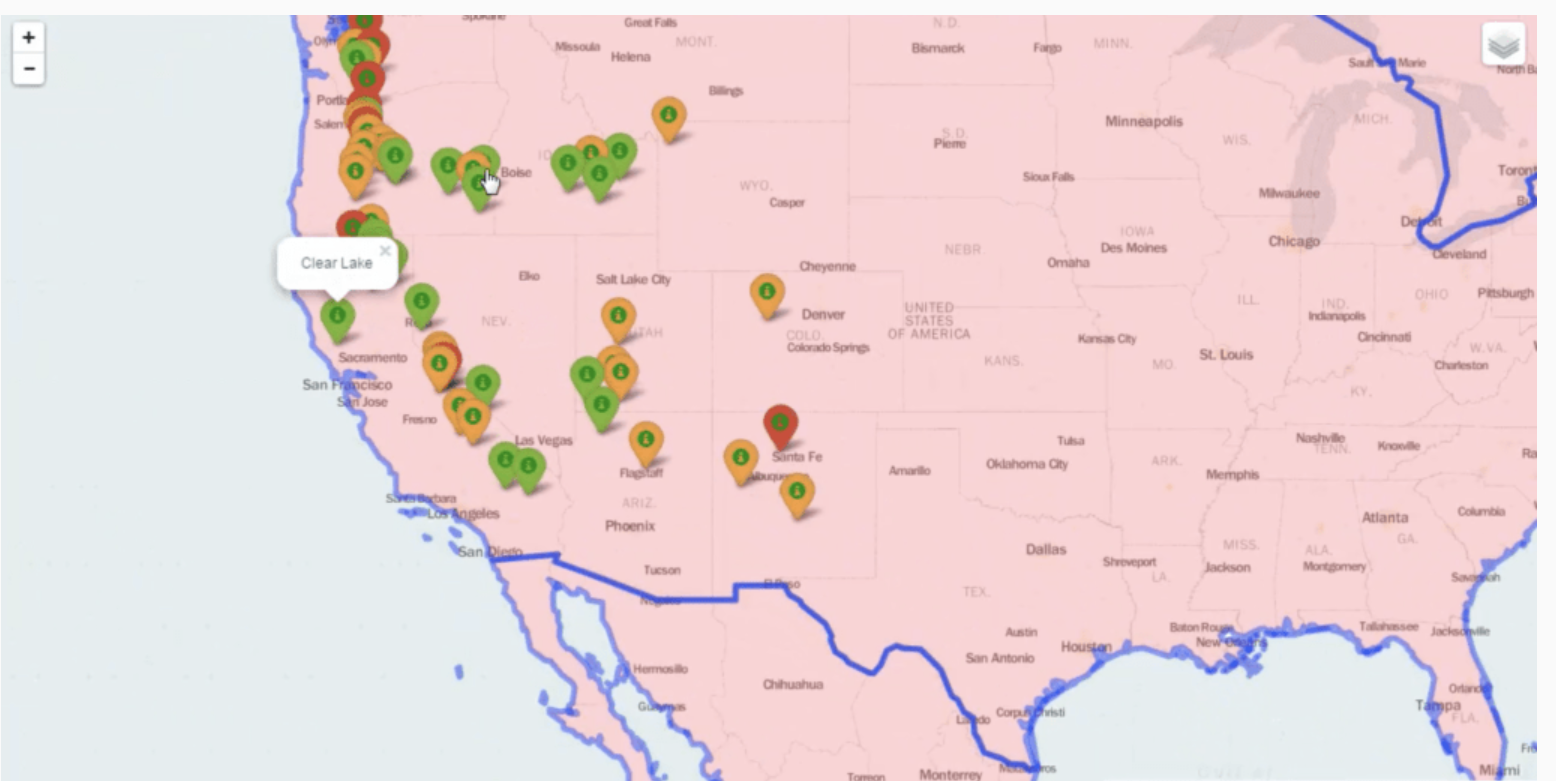 +
−
Spokane
Great Falls
N.D.
Missoula
MONT.
Bismarck
Fargo
MINN.
Helena
Sault
Marie
North Ba
Billings
Salem
Minneapolis
MICH.
S.D.
Pierre
WIS.
Boise
Toront
WYO.
Sioux Falls
Milwaukee
Casper
Detroit
IOWA
Chicago
Des Moines
NEBR
Cleveland
Clear Lake
×
Cheyenne
Omaha
Elko
Salt Lake City
ILL.
IND.
OHIO
Pittsburgh
Denver
UNITED
STATES
OF AMERICA
Indianapolis
NEV.
UTAH
COLO.
Colorado Springs
Kansas City
Cincinnati
W.VA.
Sacramento
KANS.
MO.
St. Louis
Charleston
San Francisco
KY.
San Jose
Fresno
Las Vegas
Tulsa
Nashville
TENN.
Knoxville
Santa Fe
Oklahoma City
ARK.
Amarillo
Memphis
Flagstaff
Santa Barbara
ARIZ.
Los Angeles
Phoenix
Atlanta
Columbia
GA.
San Diego
Dallas
MISS.
ALA.
Shreveport
Jackson
Montgomery
Tucson
LA.
Savannah
El Paso
Nogales
TEX.
Austin
Baton Rouge
Tallahassee
Jacksonville
Houston
New Orleans
San Antonio
Hermosillo
Chihuahua
Guaymas
Orlando
Tampa
Laredo
Corpus Christi
FLA.
Torreon
Monterrey
Matamoros
Miami